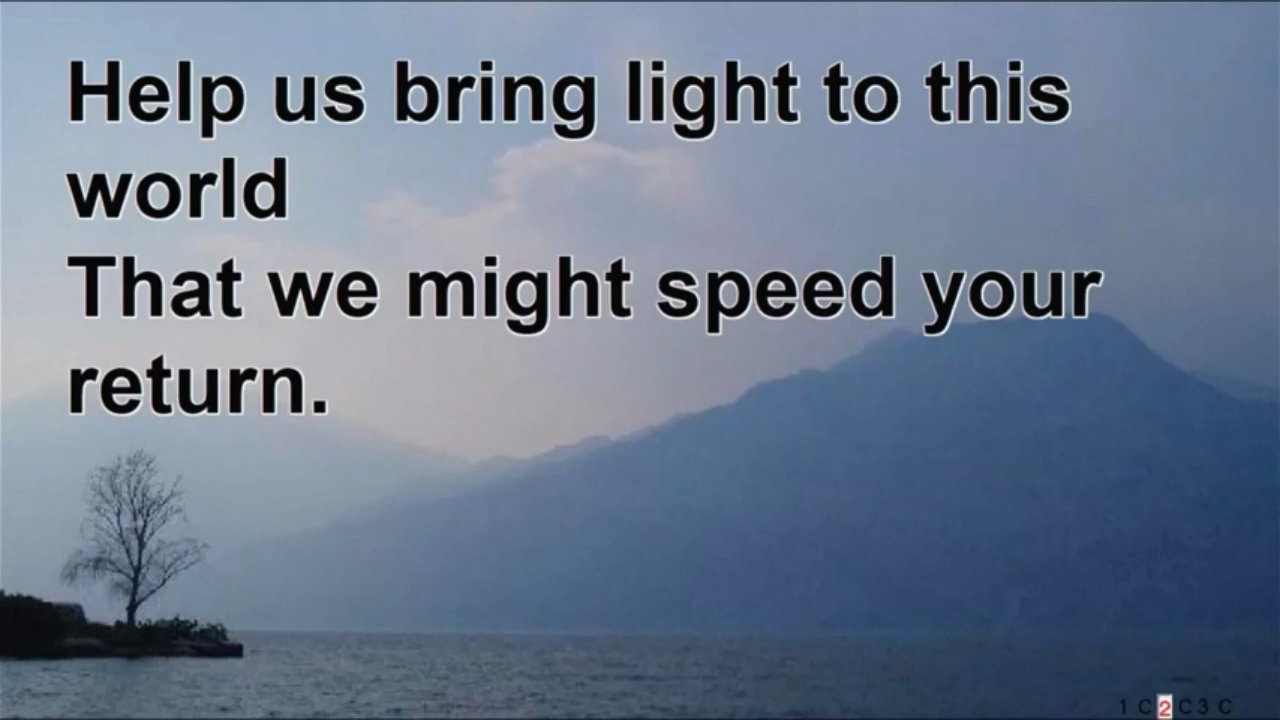 Help us bring light to this
world
That we might speed your
return.
1 C 2 C 3 C